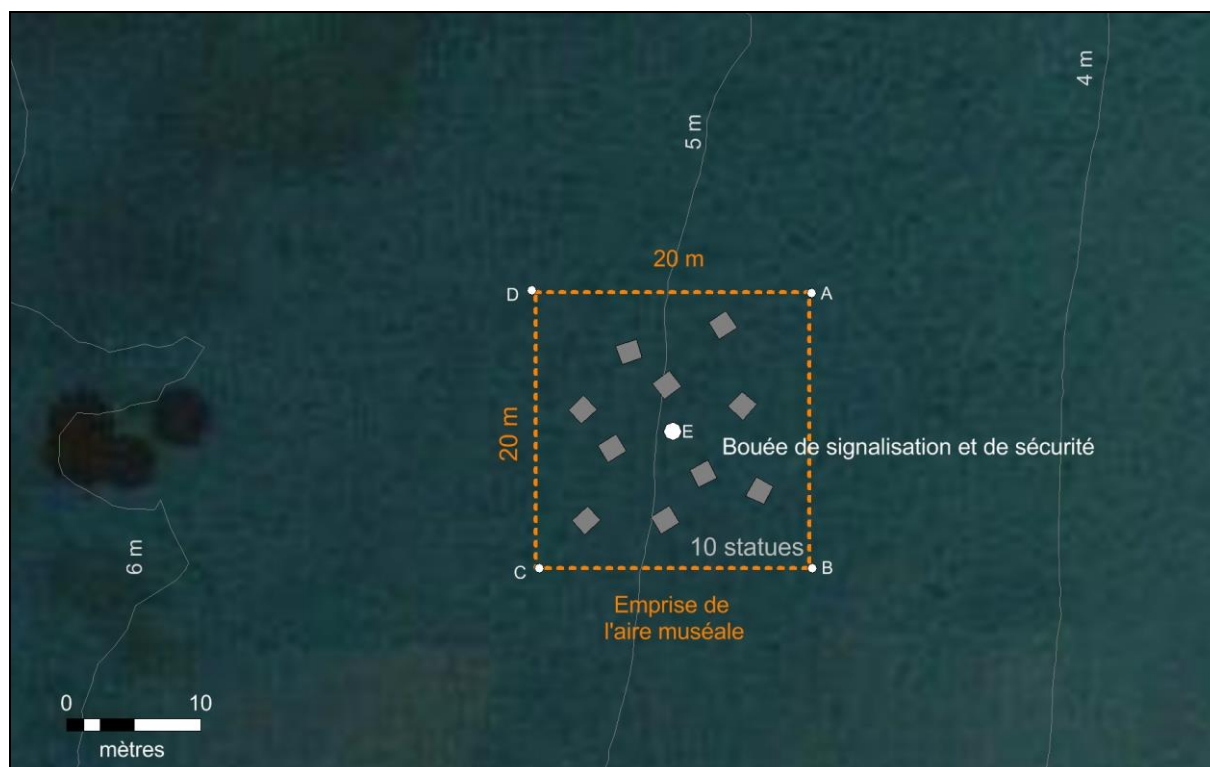 4 m
5 m
20 m
D
A
20 m
E
Bouée de signalisation et de sécurité
10 statues
C
B
6 m
Emprise de
l'aire muséale
0 10
mètres